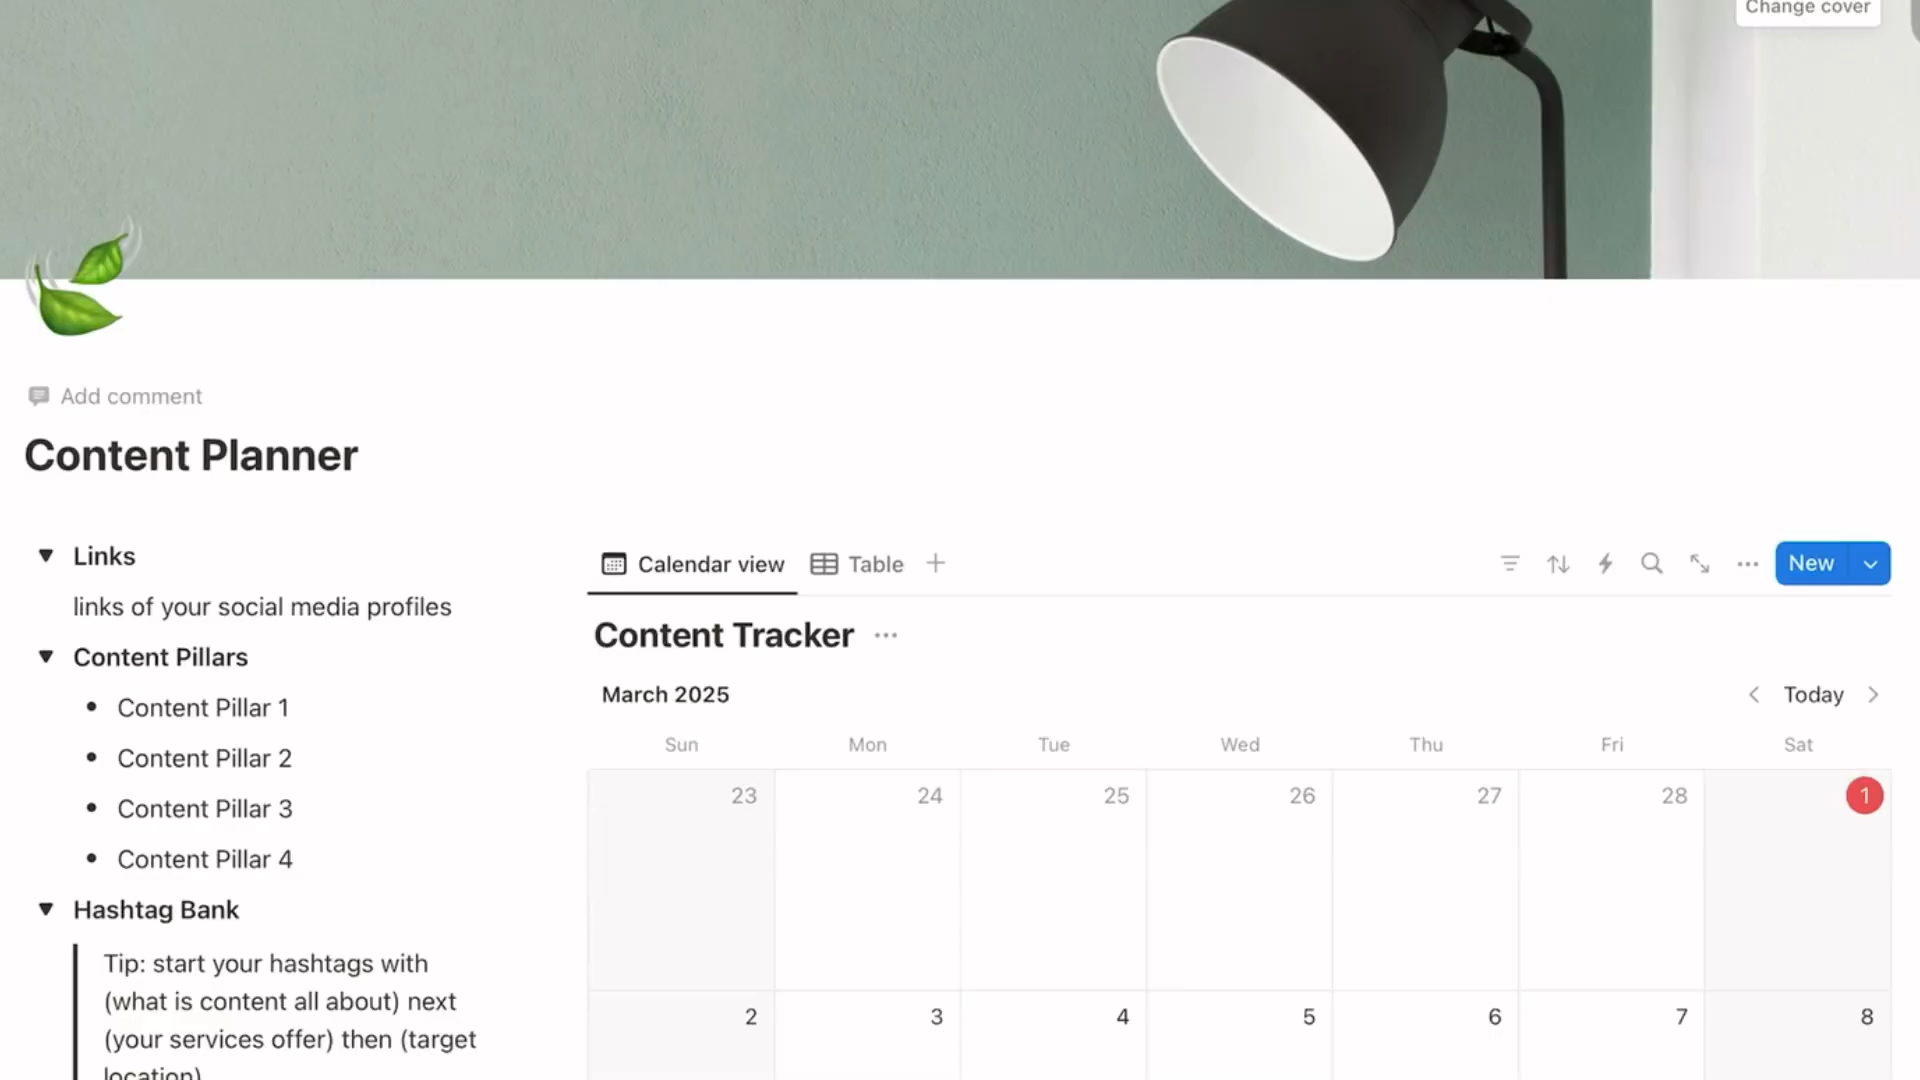 Change cover
Add comment
Content Planner
Links
links of your social media profiles
Content Pillars
• Content Pillar 1
• Content Pillar 2
• Content Pillar 3
• Content Pillar 4
Hashtag Bank
Tip: start your hashtags with
(what is content all about) next
(your services offer) then (target
location)
Calendar view Table
New
Content Tracker
March 2025
Today
Sun Mon Tue Wed Thu Fri Sat
23 24 25 26 27 28 1
2 3 4 5 6 7 8